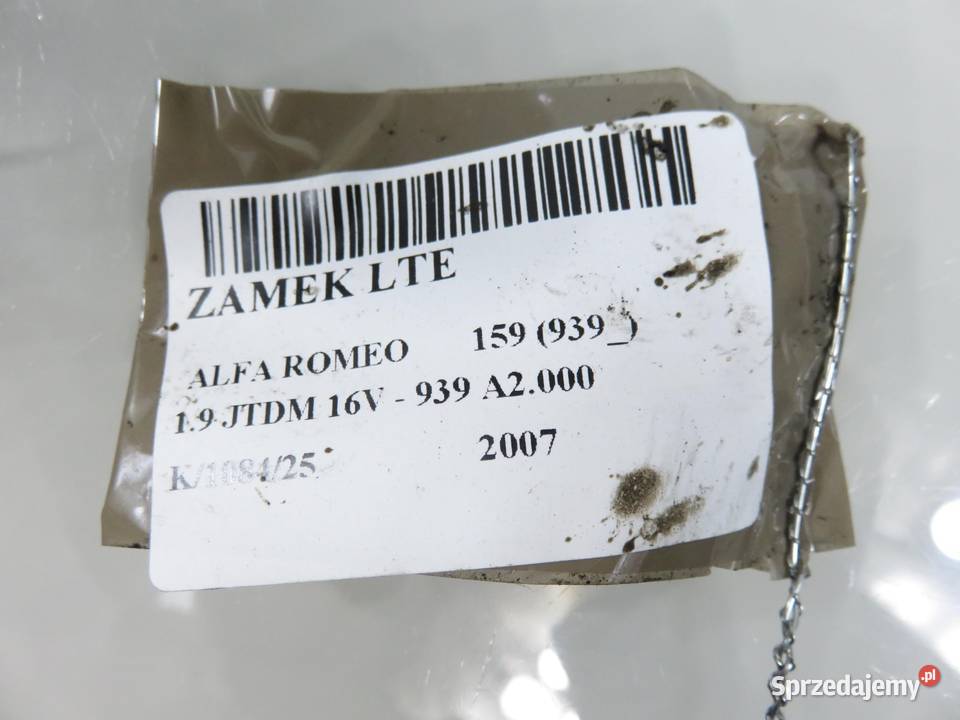 ZAMEK LTE
ALFA ROMEO 159 (939_)
1.9 JTDM 16V - 939 A2.000
K/1084/25 2007
Sprzedajemy.pl